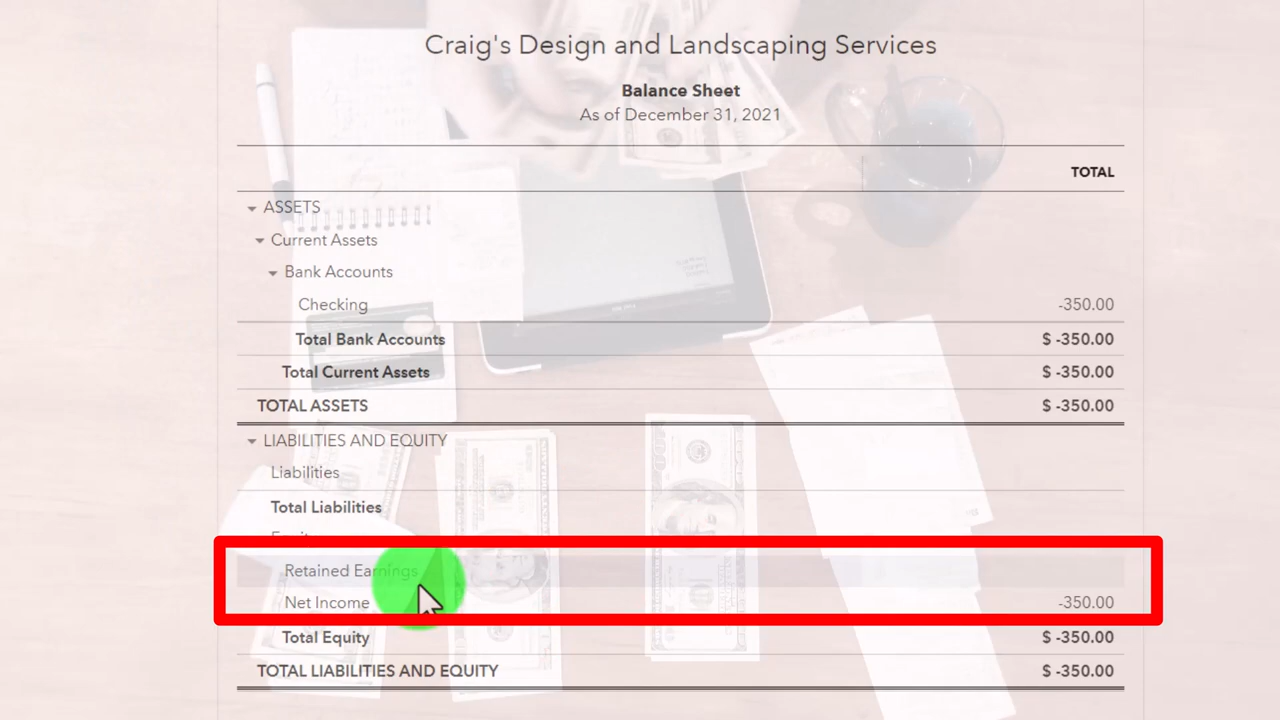 Craig's Design and Landscaping Services
Balance Sheet
As of December 31, 2021
TOTAL
ASSETS
Current Assets
Bank Accounts
Checking -350.00
Total Bank Accounts $ -350.00
Total Current Assets $ -350.00
TOTAL ASSETS $ -350.00
LIABILITIES AND EQUITY
Liabilities
Total Liabilities
Equity
Retained Earnings
Net Income -350.00
Total Equity $ -350.00
TOTAL LIABILITIES AND EQUITY $ -350.00